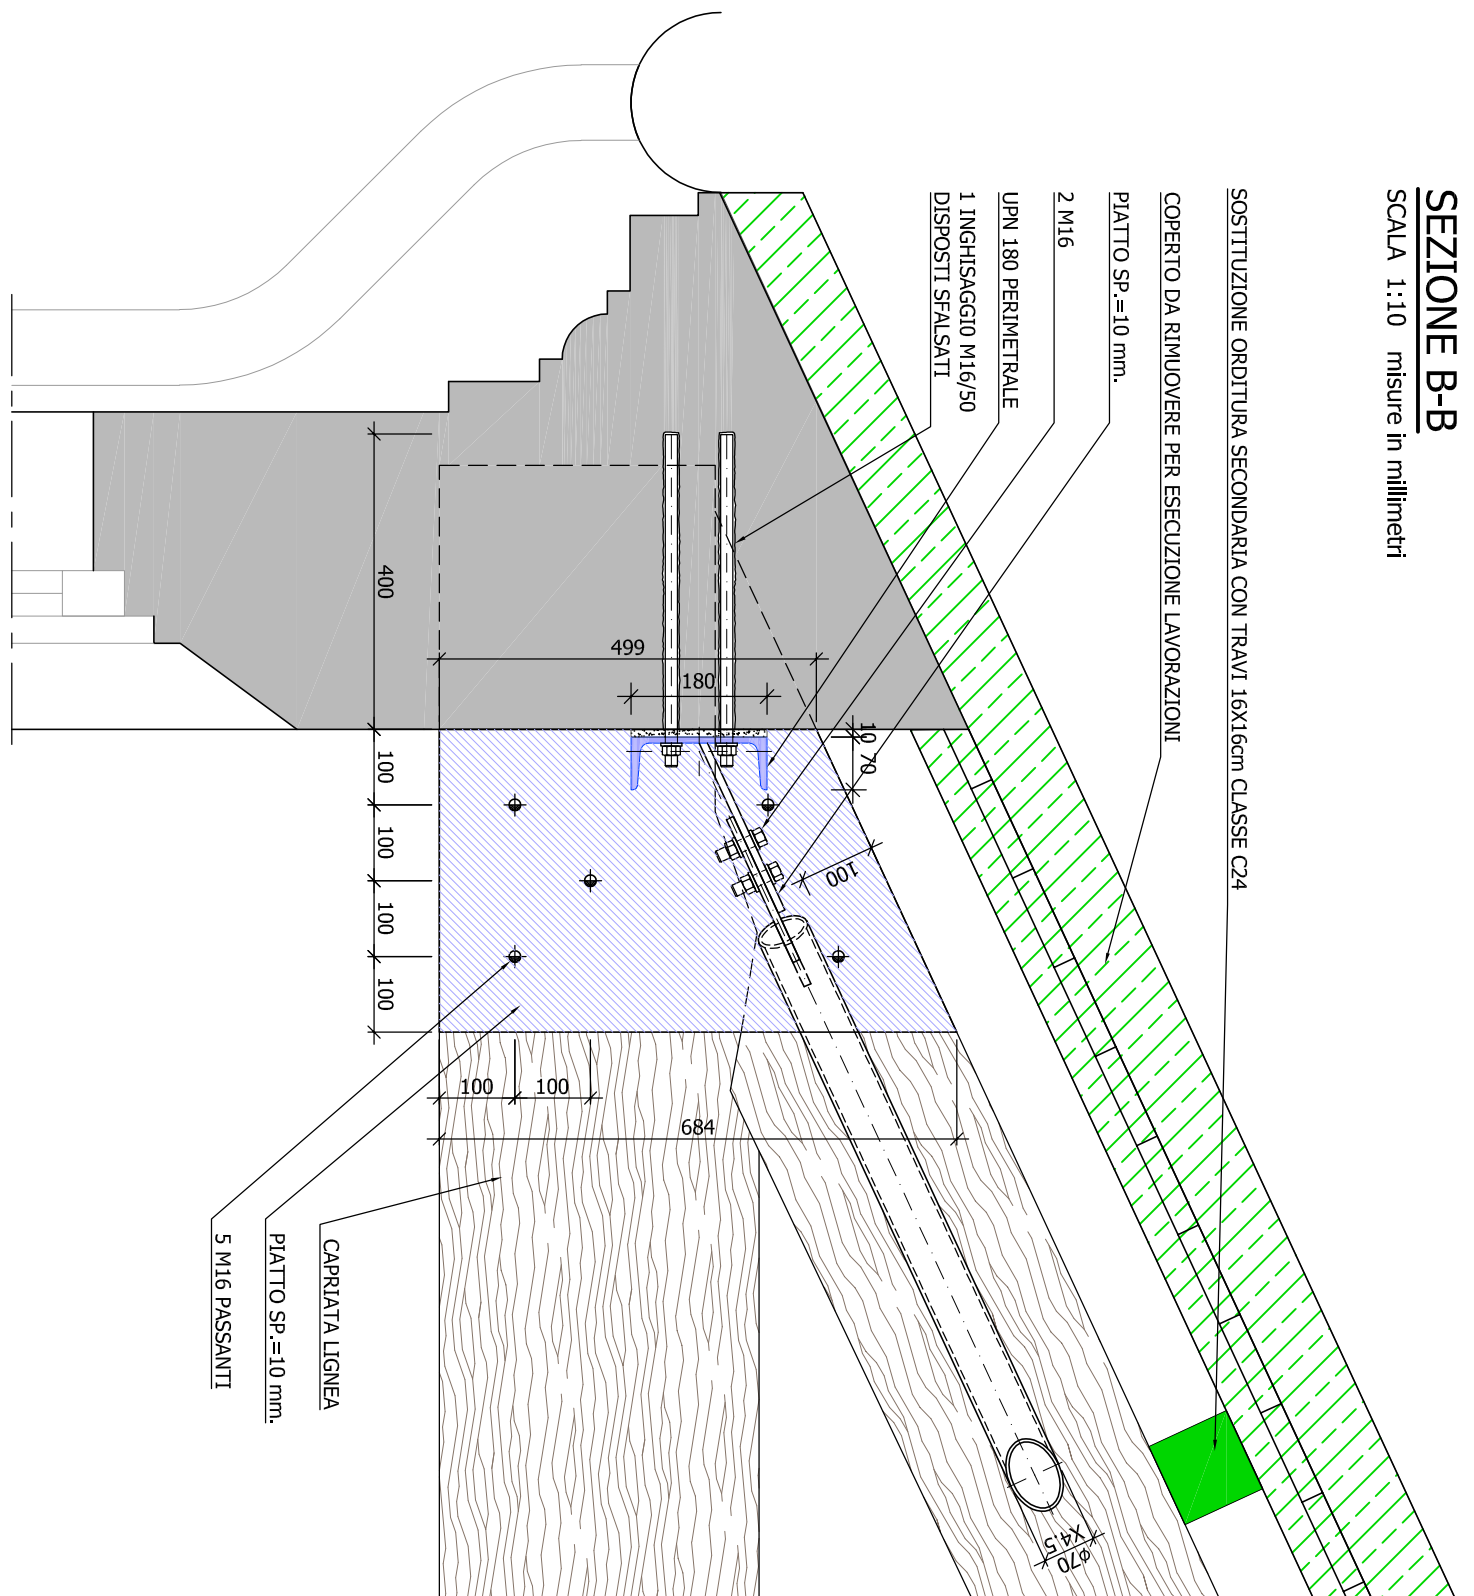 SEZIONE B-B
SCALA 1:10 misure in millimetri
SOSTITUZIONE ORDITURA SECONDARIA CON TRAVI 16X16cm CLASSE C24
COPERTO DA RIMUOVERE PER ESECUZIONE LAVORAZIONI
PIATTO SP.=10 mm.
2 M16
UPN 180 PERIMETRALE
1 INGHISAGGIO M16/50
DISPOSTI SFALSATI
400
499
180
10
70
100
100
100
100
100
100
100
684
ø70
X4.5
CAPRIATA LIGNEA
PIATTO SP.=10 mm.
5 M16 PASSANTI